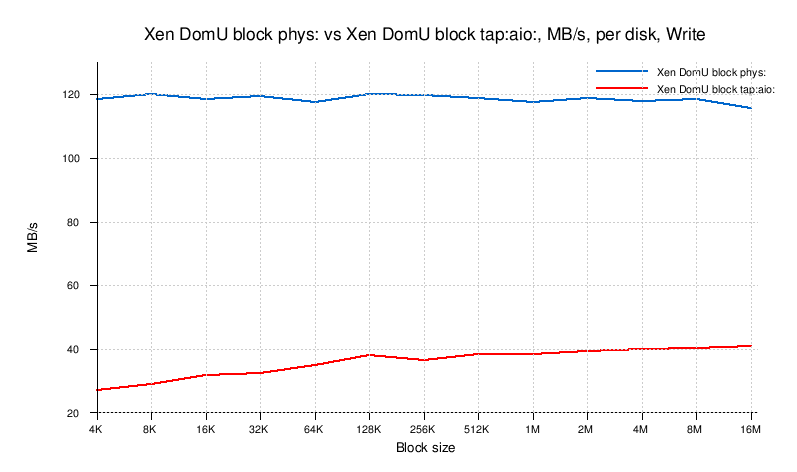 Xen DomU block phys: vs Xen DomU block tap:aio:, MB/s, per disk, Write
Xen DomU block phys:
Xen DomU block tap:aio:
MB/s
120
100
80
60
40
20
4K 8K 16K 32K 64K 128K 256K 512K 1M 2M 4M 8M 16M
Block size